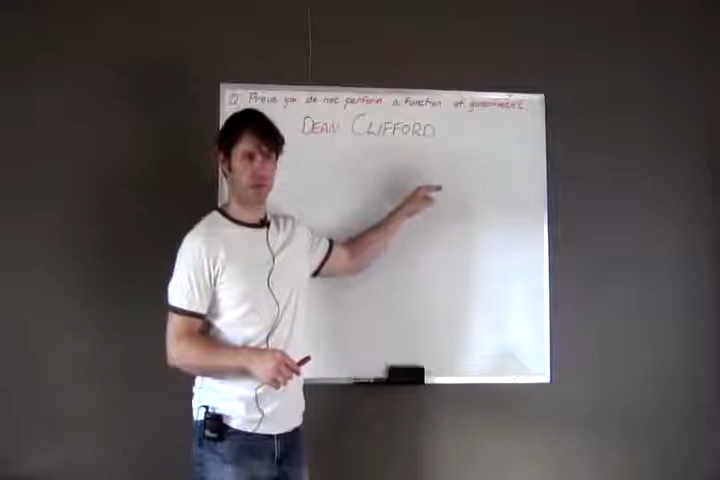 Q Prove you do not perform a function of government.
DEAN CLIFFORD